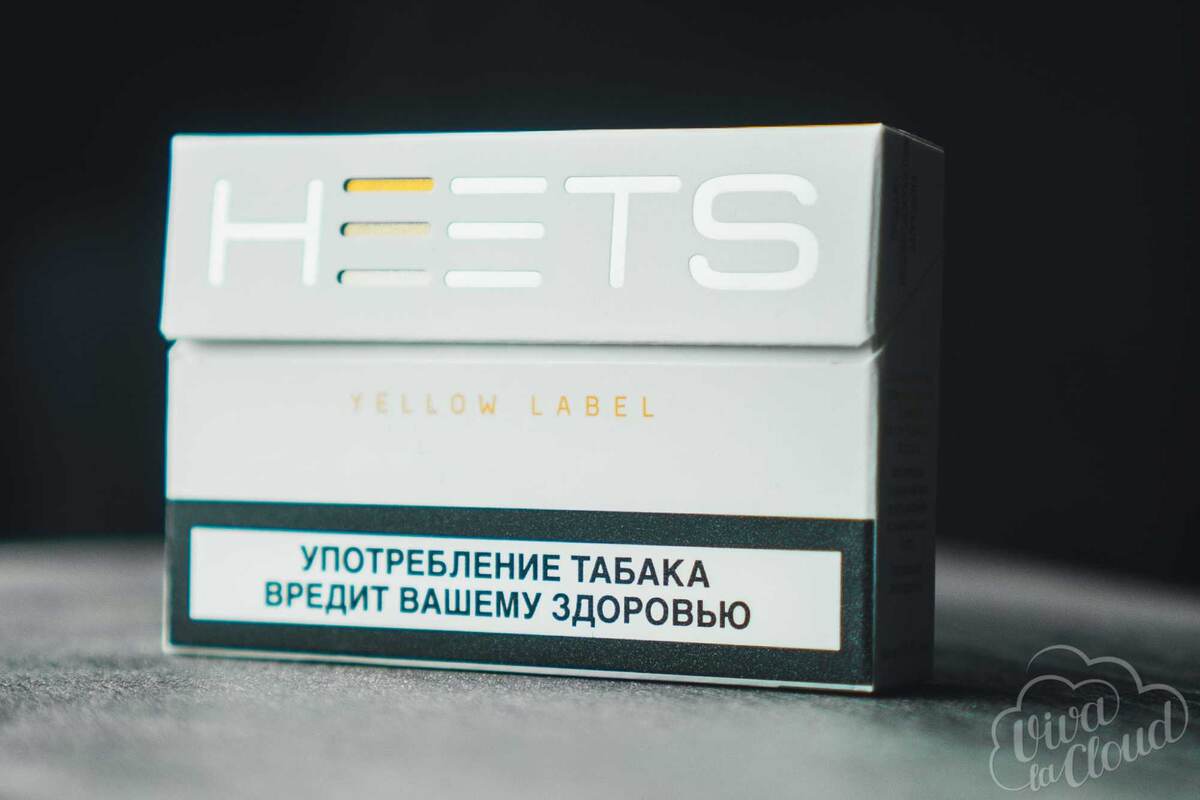 HEETS
YELLOW LABEL
УПОТРЕБЛЕНИЕ ТАБАКА
ВРЕДИТ ВАШЕМУ ЗДОРОВЬЮ
Viva
la Cloud